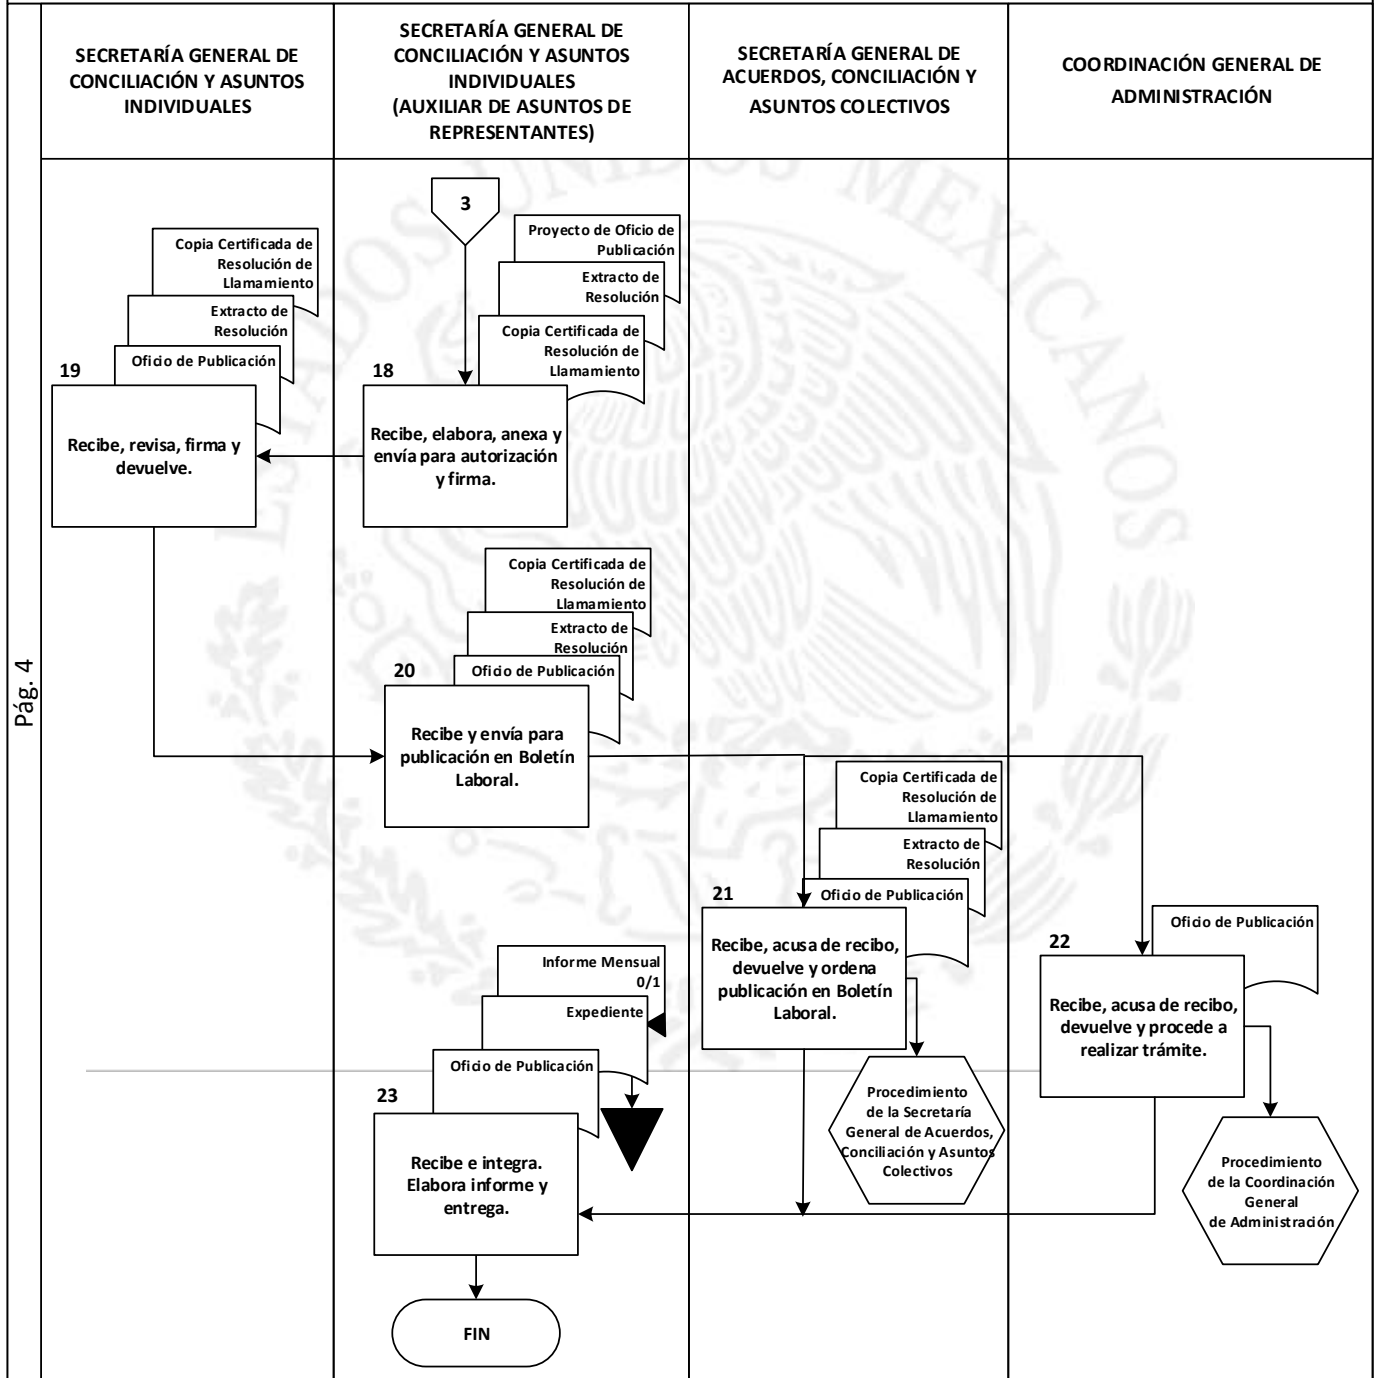 SECRETARÍA GENERAL DE
CONCILIACIÓN Y ASUNTOS
INDIVIDUALES
SECRETARÍA GENERAL DE
CONCILIACIÓN Y ASUNTOS
INDIVIDUALES
(AUXILIAR DE ASUNTOS DE
REPRESENTANTES)
SECRETARÍA GENERAL DE
ACUERDOS, CONCILIACIÓN Y
ASUNTOS COLECTIVOS
COORDINACIÓN GENERAL DE
ADMINISTRACIÓN
Pág. 4
ESTADOS UNIDOS MEXICANOS
3
Proyecto de Oficio de
Publicación
Extracto de
Resolución
Copia Certificada de
Resolución de
Llamamiento
18
Recibe, elabora, anexa y
envía para autorización
y firma.
Copia Certificada de
Resolución de
Llamamiento
Extracto de
Resolución
Oficio de Publicación
19
Recibe, revisa, firma y
devuelve.
Copia Certificada de
Resolución de
Llamamiento
Extracto de
Resolución
Oficio de Publicación
20
Recibe y envía para
publicación en Boletín
Laboral.
Copia Certificada de
Resolución de
Llamamiento
Extracto de
Resolución
Oficio de Publicación
21
Recibe, acusa de recibo,
devuelve y ordena
publicación en Boletín
Laboral.
Procedimiento
de la Secretaría
General de Acuerdos,
Conciliación y Asuntos
Colectivos
Oficio de Publicación
22
Recibe, acusa de recibo,
devuelve y procede a
realizar trámite.
Procedimiento
de la Coordinación
General
de Administración
Informe Mensual
0/1
Expediente
Oficio de Publicación
23
Recibe e integra.
Elabora informe y
entrega.
FIN